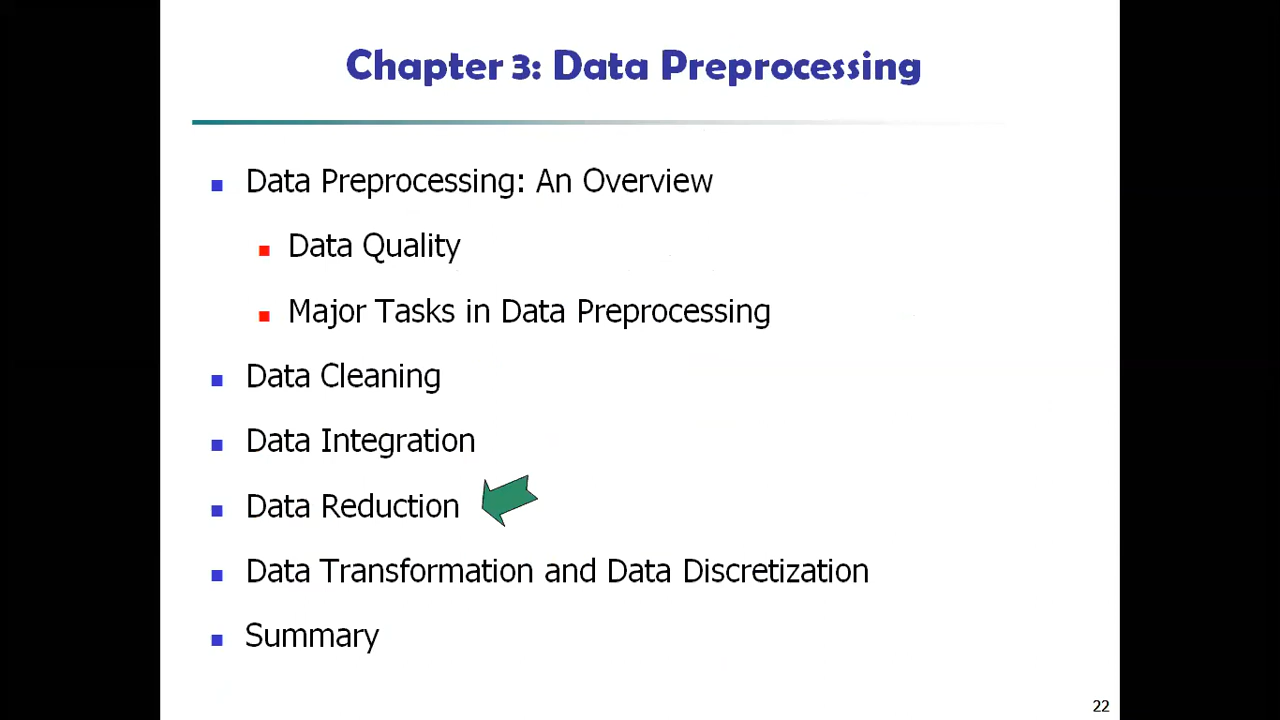 Chapter 3: Data Preprocessing
Data Preprocessing: An Overview
Data Quality
Major Tasks in Data Preprocessing
Data Cleaning
Data Integration
Data Reduction
Data Transformation and Data Discretization
Summary
22